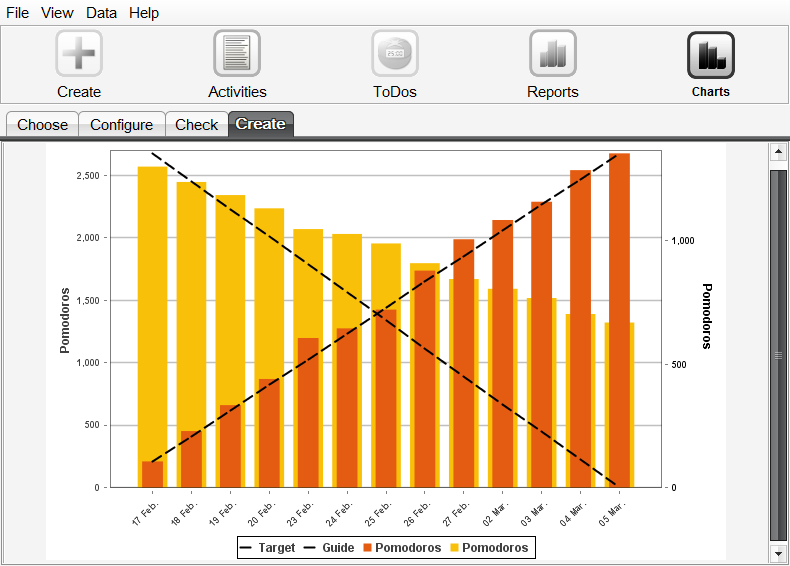 File View Data Help
25:00
Create Activities ToDos Reports Charts
Choose Configure Check Create
2,500
2,000
1,500
1,000
500
0
Pomodoros
1,000
500
0
Pomodoros
17 Feb. 18 Feb. 19 Feb. 20 Feb. 23 Feb. 24 Feb. 25 Feb. 26 Feb. 27 Feb. 02 Mar. 03 Mar. 04 Mar. 05 Mar.
Target Guide Pomodoros Pomodoros